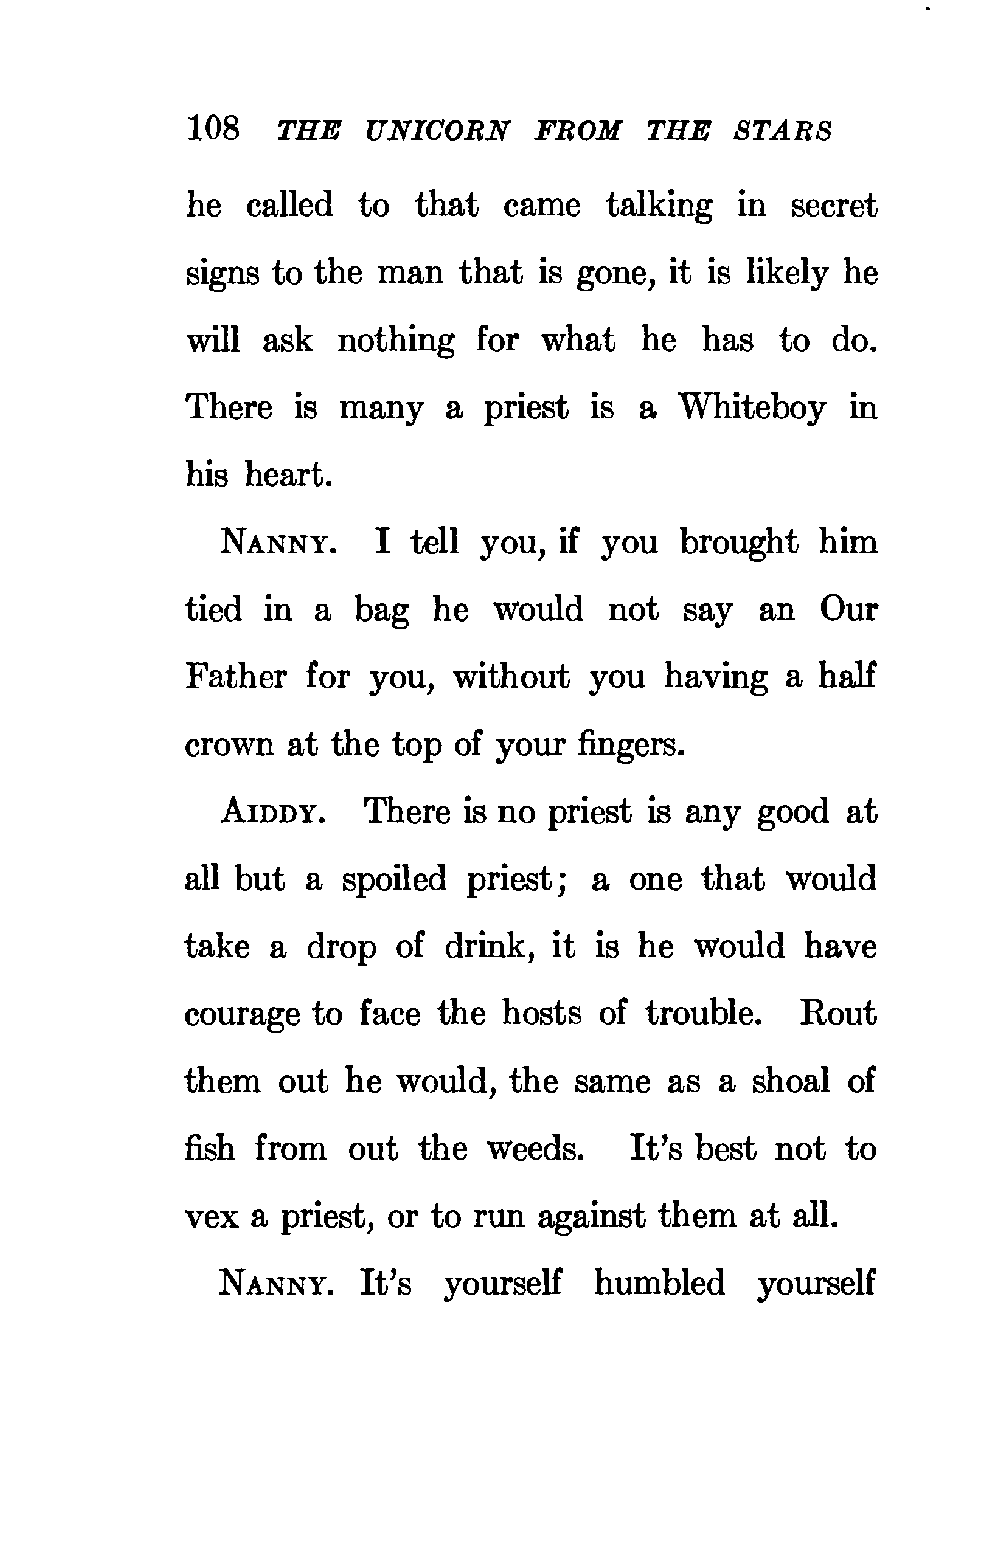 108 THE UNICORN FROM THE STARS
he called to that came talking in secret
signs to the man that is gone, it is likely he
will ask nothing for what he has to do.
There is many a priest is a Whiteboy in
his heart.
NANNY. I tell you, if you brought him
tied in a bag he would not say an Our
Father for you, without you having a half
crown at the top of your fingers.
AIDDY. There is no priest is any good at
all but a spoiled priest; a one that would
take a drop of drink, it is he would have
courage to face the hosts of trouble. Rout
them out he would, the same as a shoal of
fish from out the weeds. It's best not to
vex a priest, or to run against them at all.
NANNY. It's yourself humbled yourself